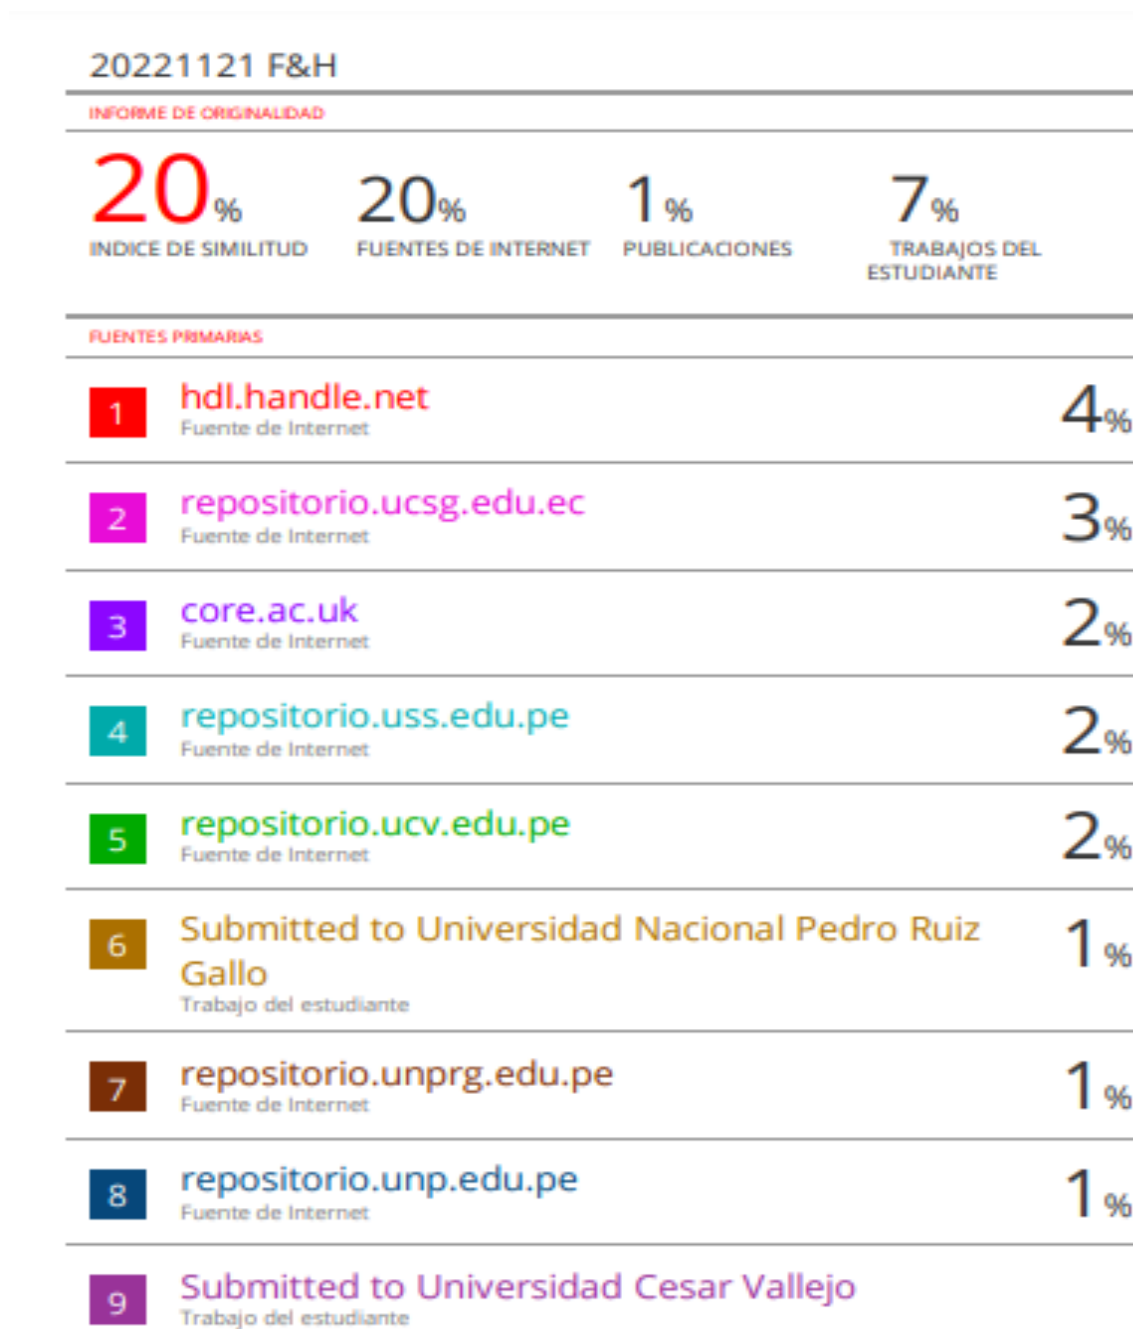 20221121 F&H
INFORME DE ORIGINALIDAD
20% 20% 1% 7%
INDICE DE SIMILITUD FUENTES DE INTERNET PUBLICACIONES TRABAJOS DEL
ESTUDIANTE
FUENTES PRIMARIAS
1 hdl.handle.net 4%
Fuente de Internet
2 repositorio.ucsg.edu.ec 3%
Fuente de Internet
3 core.ac.uk 2%
Fuente de Internet
4 repositorio.uss.edu.pe 2%
Fuente de Internet
5 repositorio.ucv.edu.pe 2%
Fuente de Internet
6 Submitted to Universidad Nacional Pedro Ruiz 1%
Gallo
Trabajo del estudiante
7 repositorio.unprg.edu.pe 1%
Fuente de Internet
8 repositorio.unp.edu.pe 1%
Fuente de Internet
9 Submitted to Universidad Cesar Vallejo
Trabajo del estudiante